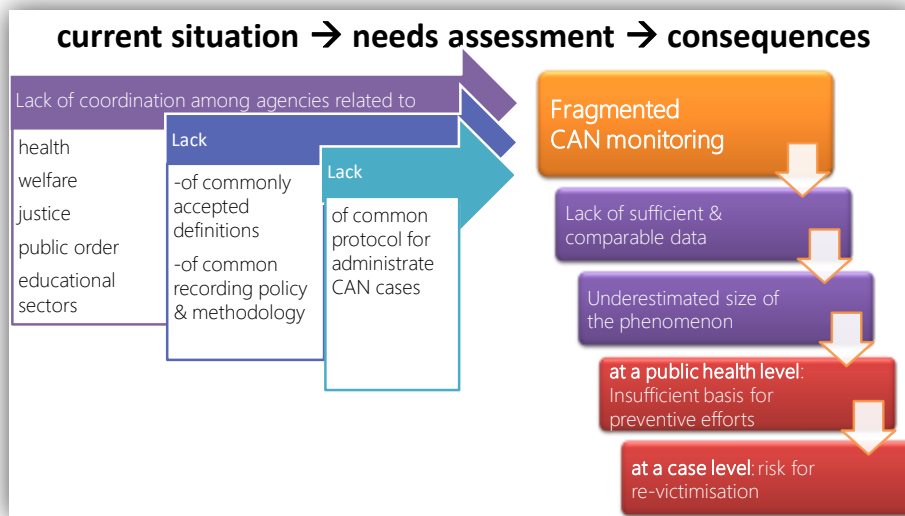 current situation → needs assessment → consequences
Lack of coordination among agencies related to
health
welfare
justice
public order
educational
sectors
Lack
-of commonly
accepted
definitions
-of common
recording policy
& methodology
Lack
of common
protocol for
administrate
CAN cases
Fragmented
CAN monitoring
Lack of sufficient &
comparable data
Underestimated size of
the phenomenon
at a public health level:
Insufficient basis for
preventive efforts
at a case level: risk for
re-victimisation